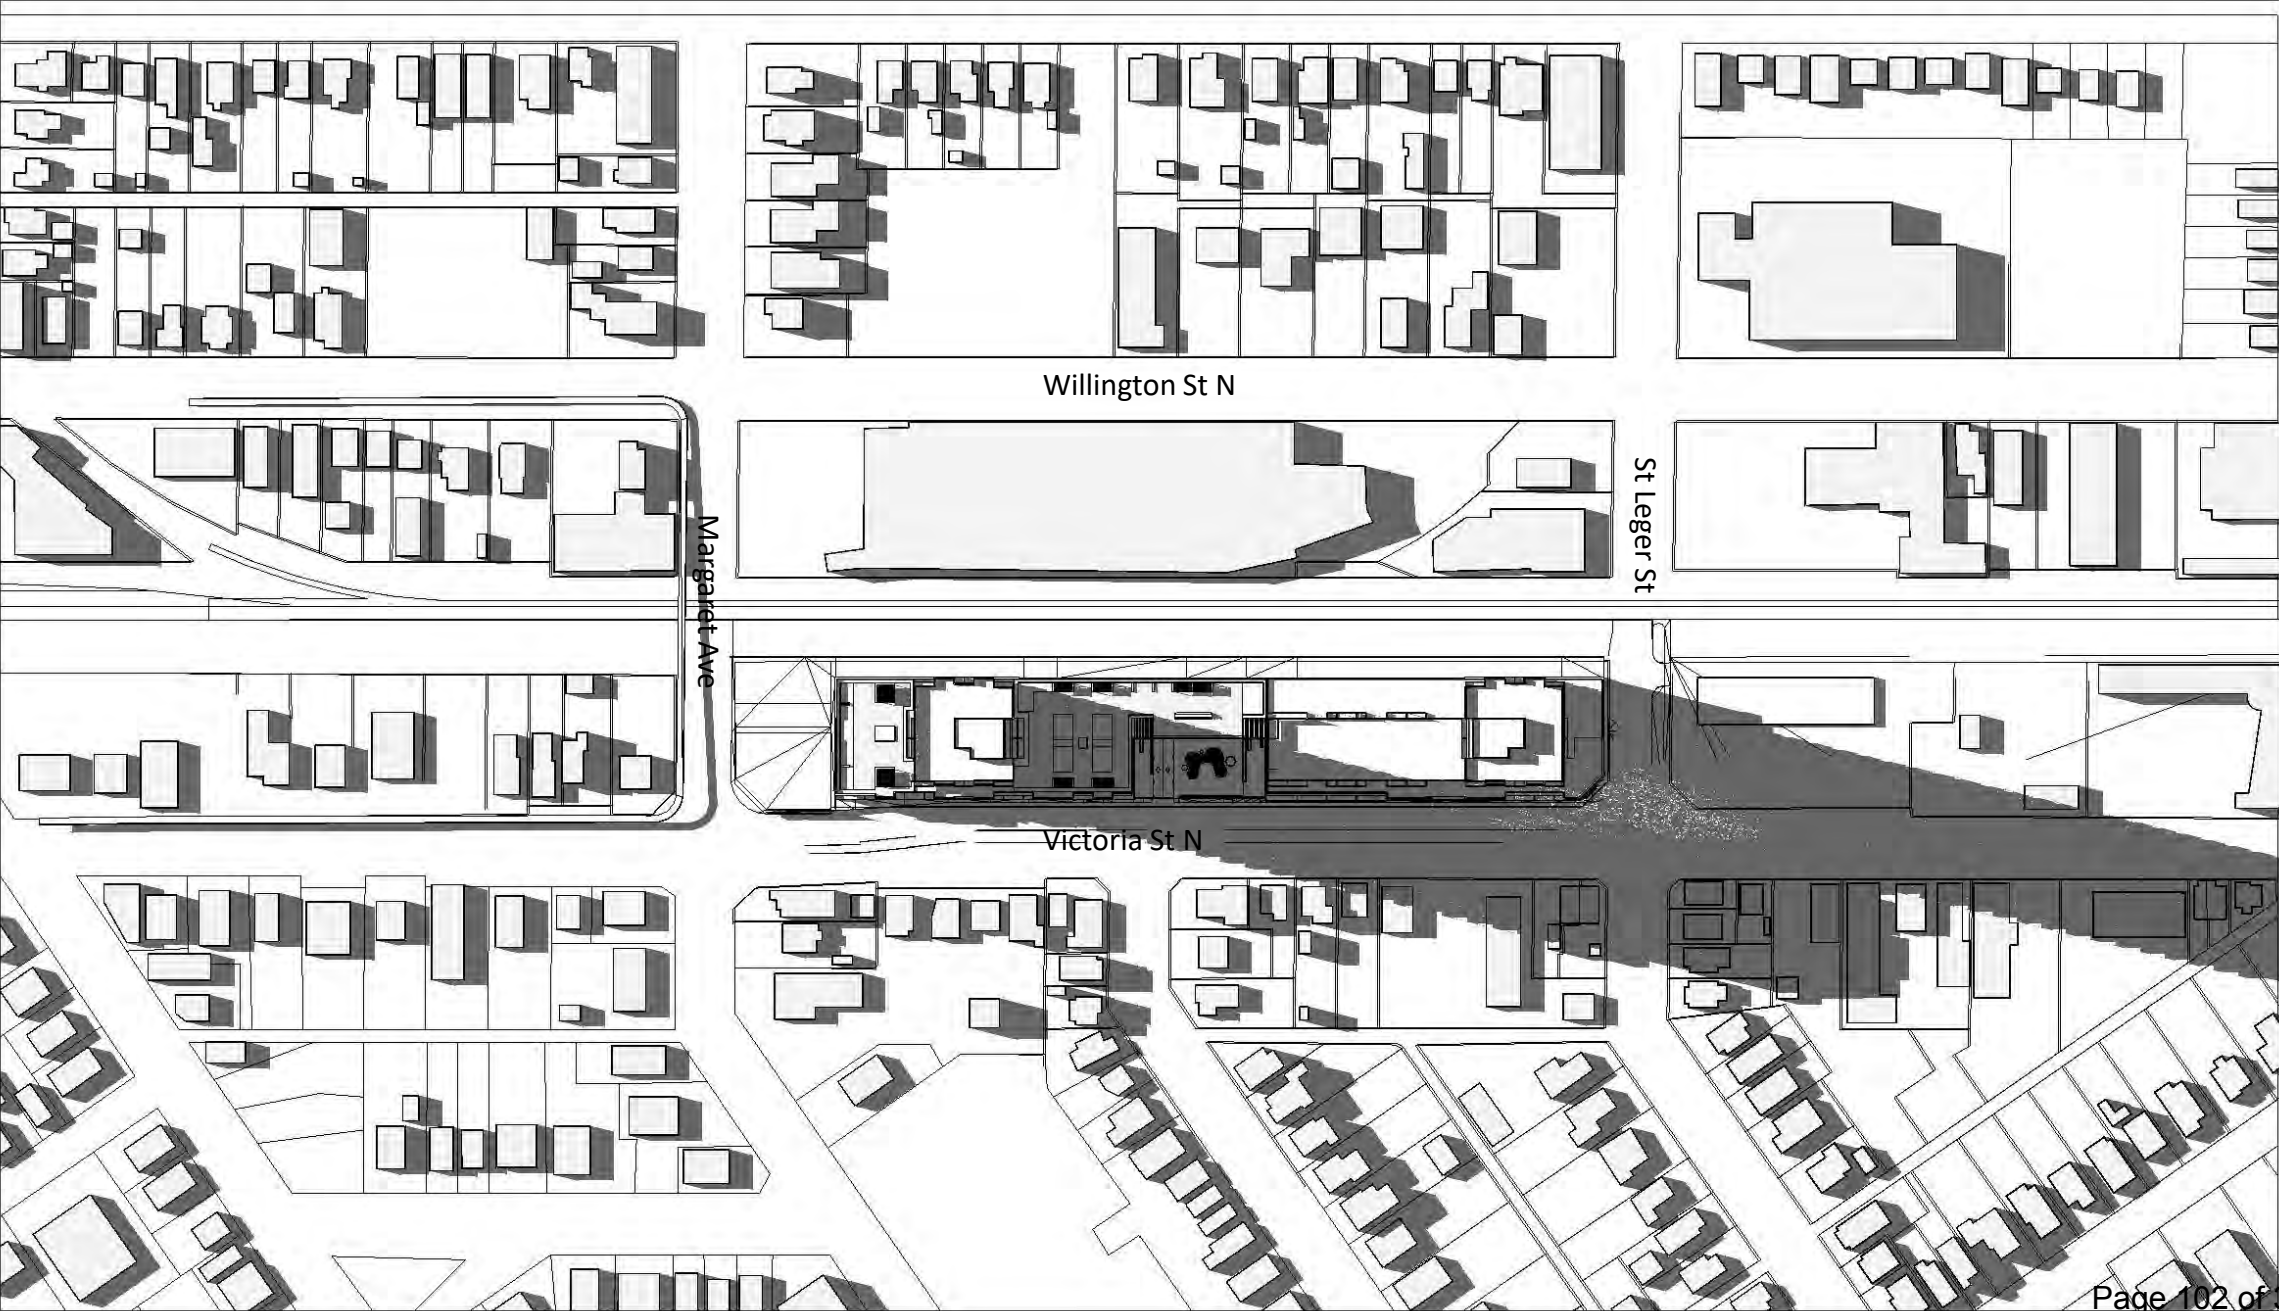 Willington St N
St Leger St
Margaret Ave
Victoria St N
Page 102 of